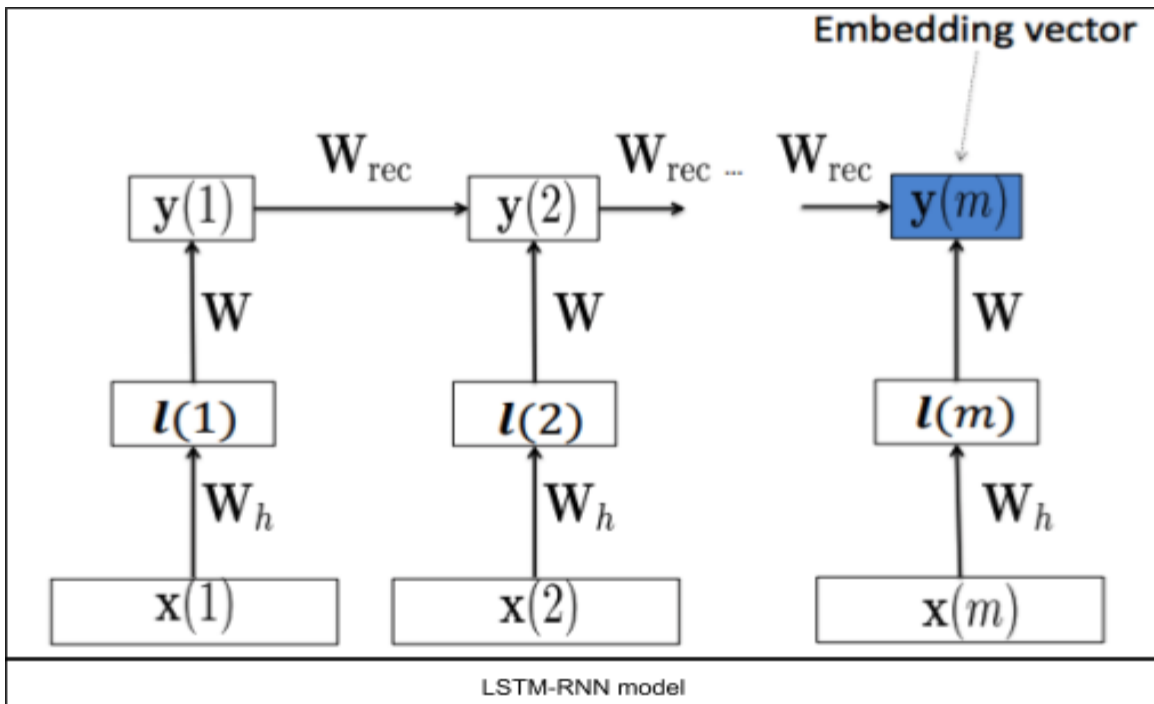 Embedding vector
W_rec W_rec ... W_rec
y(1) y(2) y(m)
W W W
l(1) l(2) l(m)
W_h W_h W_h
x(1) x(2) x(m)
LSTM-RNN model